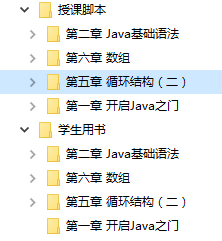 授课脚本
第二章 Java基础语法
第六章 数组
第五章 循环结构（二）
第一章 开启Java之门
学生用书
第二章 Java基础语法
第六章 数组
第五章 循环结构（二）
第一章 开启Java之门